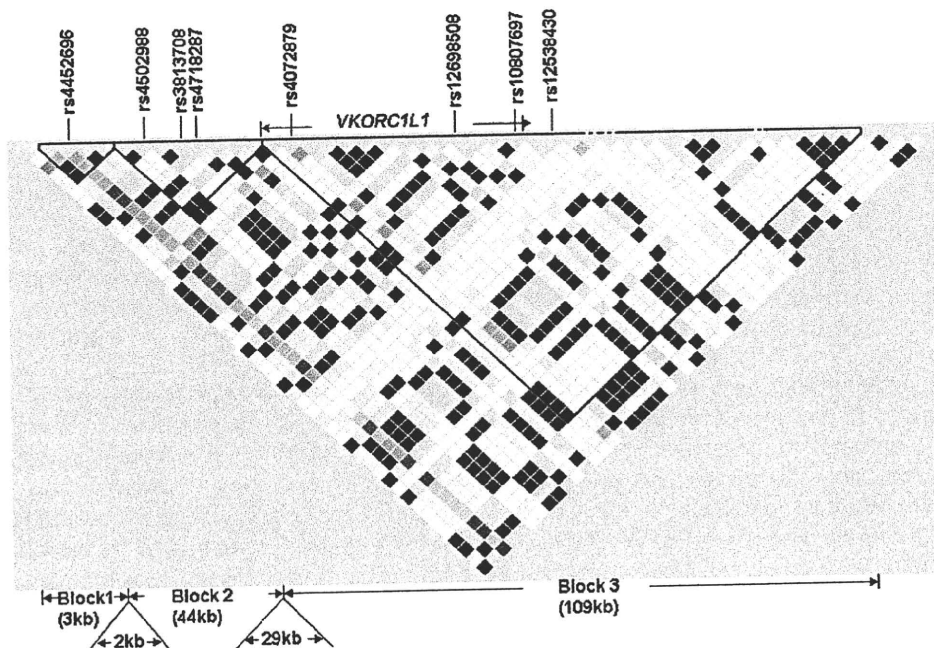 rs4452696
rs4502988
rs3813708
rs4718287
rs4072879
rs12698508
rs10807697
rs12538430
VKORC1L1
Block1
(3kb)
Block 2
(44kb)
Block 3
(109kb)
2kb
29kb